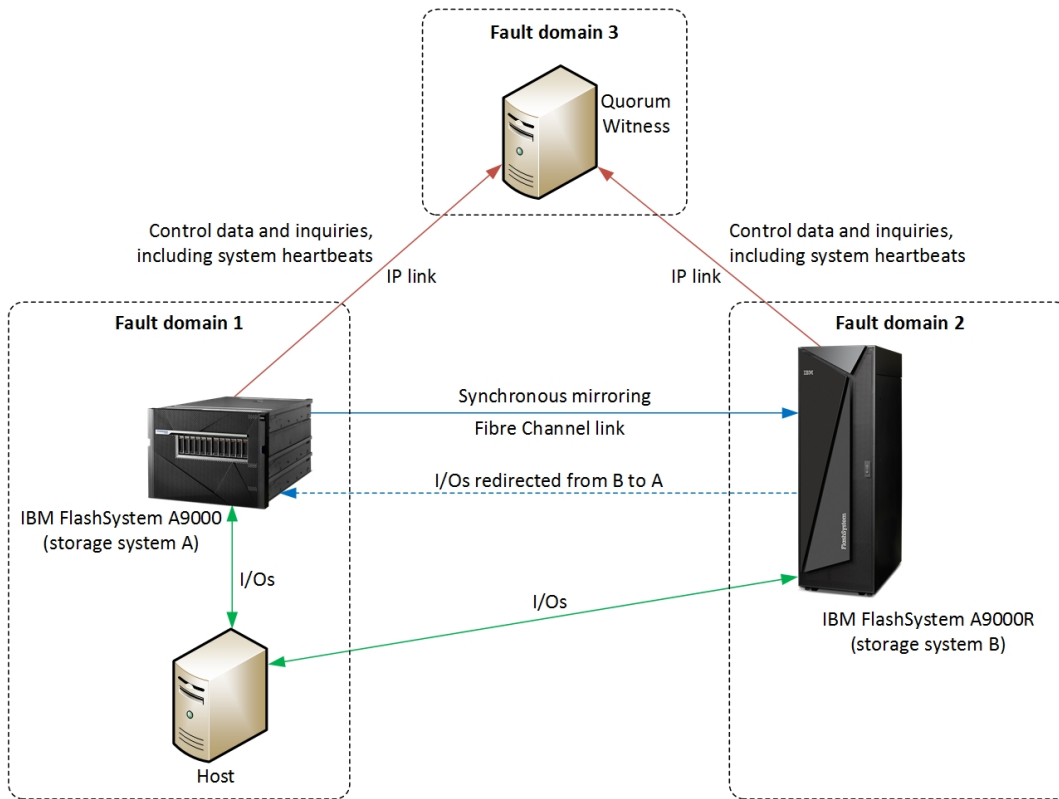 Fault domain 3
Quorum
Witness
Control data and inquiries,
including system heartbeats
IP link
Control data and inquiries,
including system heartbeats
IP link
Fault domain 1
Fault domain 2
IBM
FlashSystem
Synchronous mirroring
Fibre Channel link
I/Os redirected from B to A
IBM FlashSystem A9000
(storage system A)
I/Os
I/Os
IBM FlashSystem A9000R
(storage system B)
Host